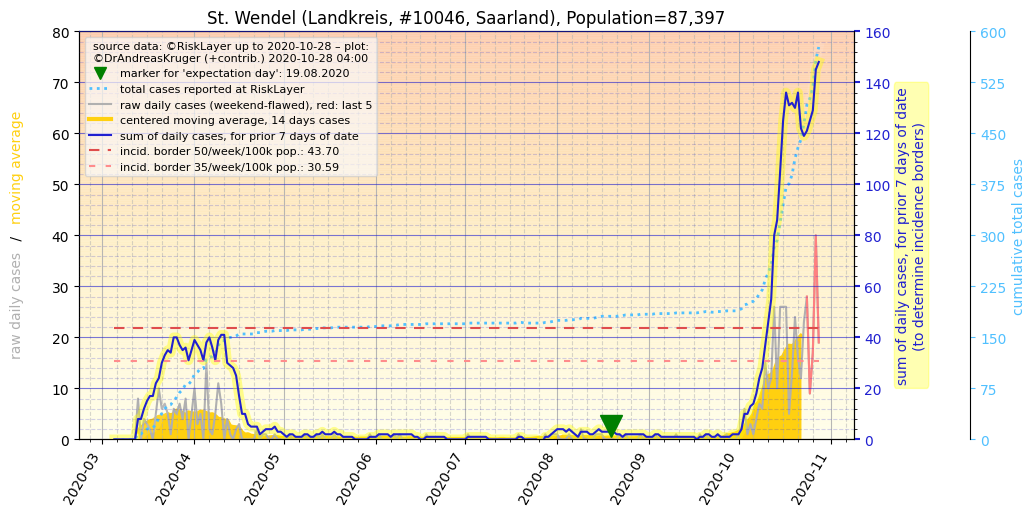 St. Wendel (Landkreis, #10046, Saarland), Population=87,397
source data: ©RiskLayer up to 2020-10-28 – plot:
©DrAndreasKruger (+contrib.) 2020-10-28 04:00
marker for 'expectation day': 19.08.2020
total cases reported at RiskLayer
raw daily cases (weekend-flawed), red: last 5
centered moving average, 14 days cases
sum of daily cases, for prior 7 days of date
incid. border 50/week/100k pop.: 43.70
incid. border 35/week/100k pop.: 30.59
raw daily cases / moving average
80
70
60
50
40
30
20
10
0
160
140
120
100
80
60
40
20
0
sum of daily cases, for prior 7 days of date
(to determine incidence borders)
600
525
450
375
300
225
150
75
0
cumulative total cases
2020-03
2020-04
2020-05
2020-06
2020-07
2020-08
2020-09
2020-10
2020-11